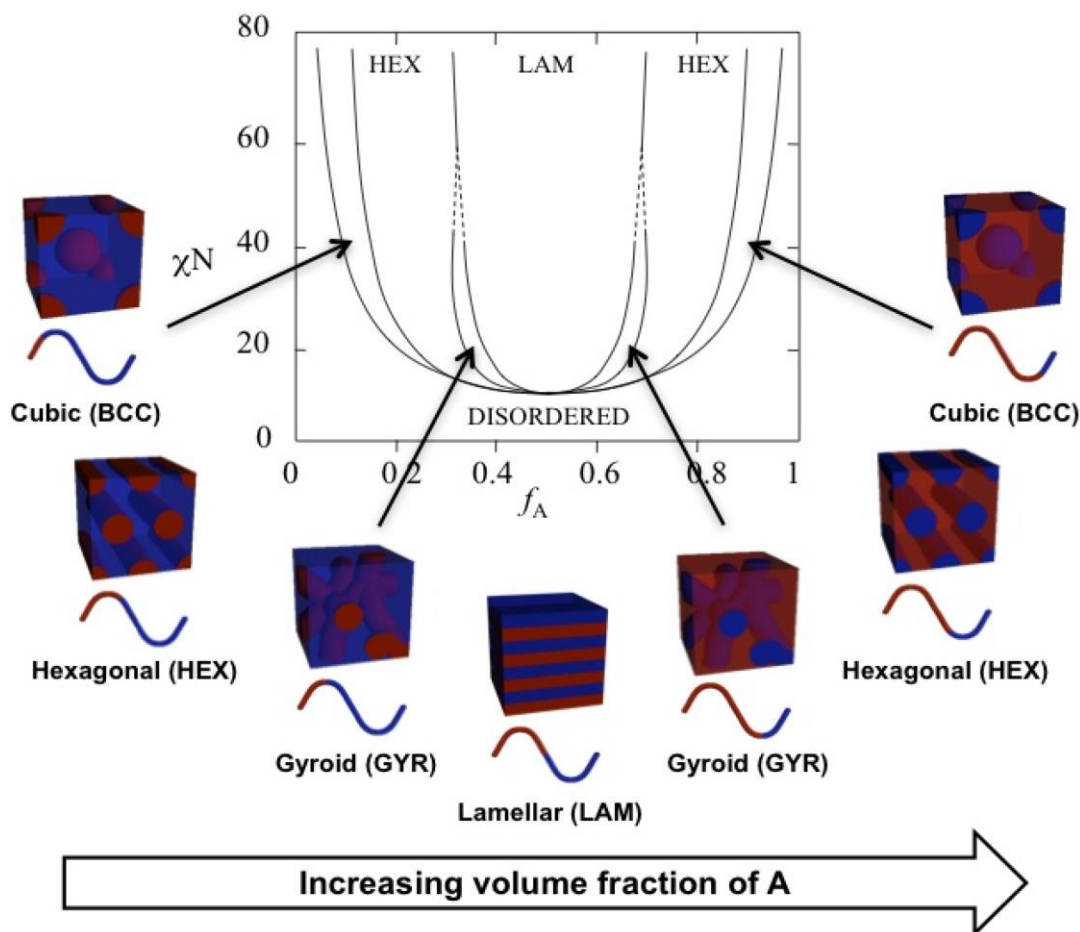 80
HEX LAM HEX
60
40
χN
20
DISORDERED
0
0 0.2 0.4 0.6 0.8 1
fA
Cubic (BCC)
Cubic (BCC)
Hexagonal (HEX)
Hexagonal (HEX)
Gyroid (GYR)
Gyroid (GYR)
Lamellar (LAM)
Increasing volume fraction of A